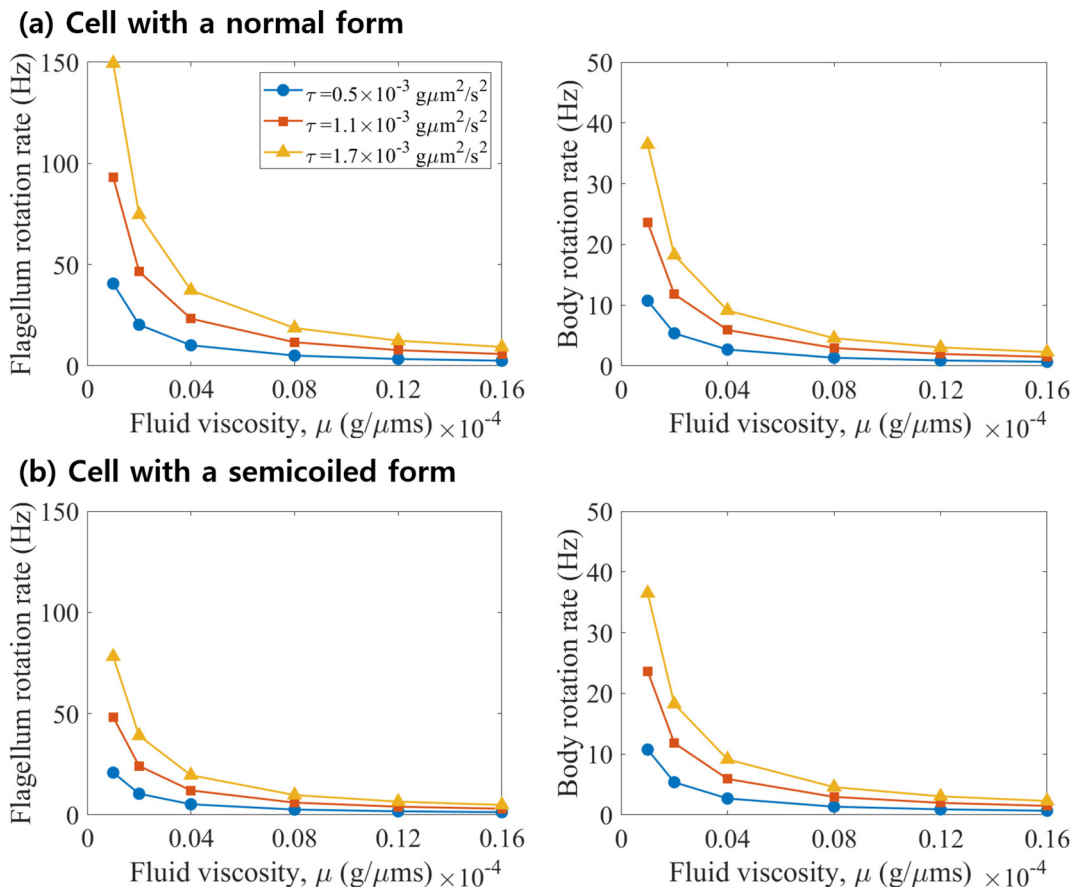 (a) Cell with a normal form
150
100
50
0
Flagellum rotation rate (Hz)
τ=0.5×10⁻³ gμm²/s²
τ=1.1×10⁻³ gμm²/s²
τ=1.7×10⁻³ gμm²/s²
0 0.04 0.08 0.12 0.16
Fluid viscosity, μ (g/μms) ×10⁻⁴
50
40
30
20
10
0
Body rotation rate (Hz)
0 0.04 0.08 0.12 0.16
Fluid viscosity, μ (g/μms) ×10⁻⁴
(b) Cell with a semicoiled form
150
100
50
0
Flagellum rotation rate (Hz)
0 0.04 0.08 0.12 0.16
Fluid viscosity, μ (g/μms) ×10⁻⁴
50
40
30
20
10
0
Body rotation rate (Hz)
0 0.04 0.08 0.12 0.16
Fluid viscosity, μ (g/μms) ×10⁻⁴